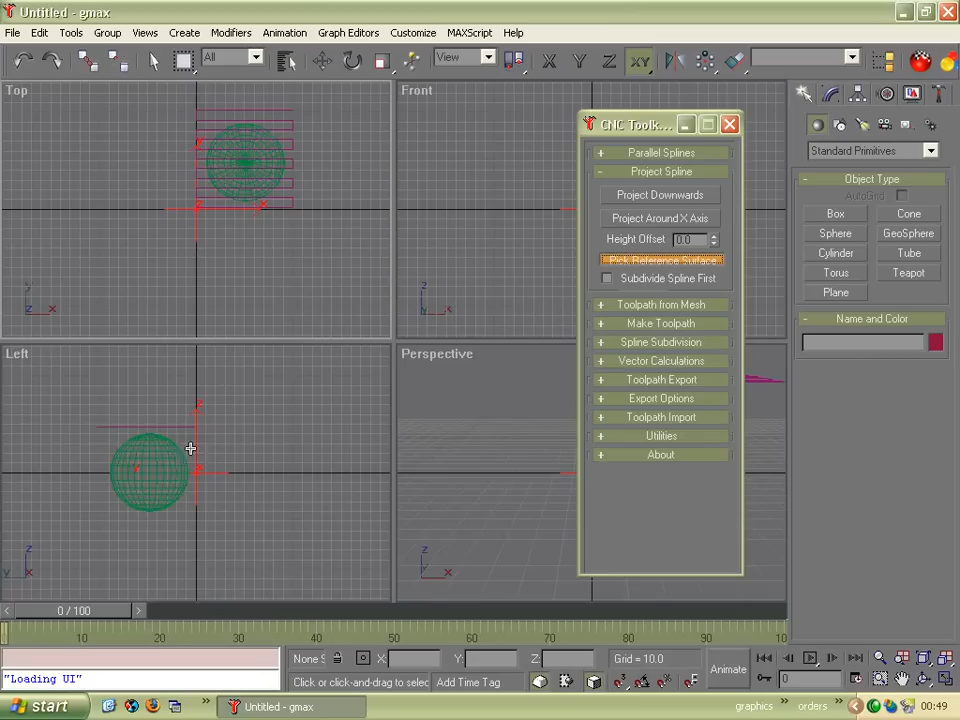 Untitled - gmax
File Edit Tools Group Views Create Modifiers Animation Graph Editors Customize MAXScript Help
All View X Y Z XY
Top
Front
Left
Perspective
CNC Toolk...
+ Parallel Splines
- Project Spline
Project Downwards
Project Around X Axis
Height Offset 0.0
Pick Reference Surface
Subdivide Spline First
+ Toolpath from Mesh
+ Make Toolpath
+ Spline Subdivision
+ Vector Calculations
+ Toolpath Export
+ Export Options
+ Toolpath Import
+ Utilities
+ About
Standard Primitives
- Object Type
AutoGrid
Box Cone
Sphere GeoSphere
Cylinder Tube
Torus Teapot
Plane
- Name and Color
0 / 100
10 20 30 40 50 60 70 80 90 10
None S X: Y: Z: Grid = 10.0 Animate
"Loading UI" Click or click-and-drag to selec Add Time Tag 0
start Untitled - gmax graphics orders 00:49